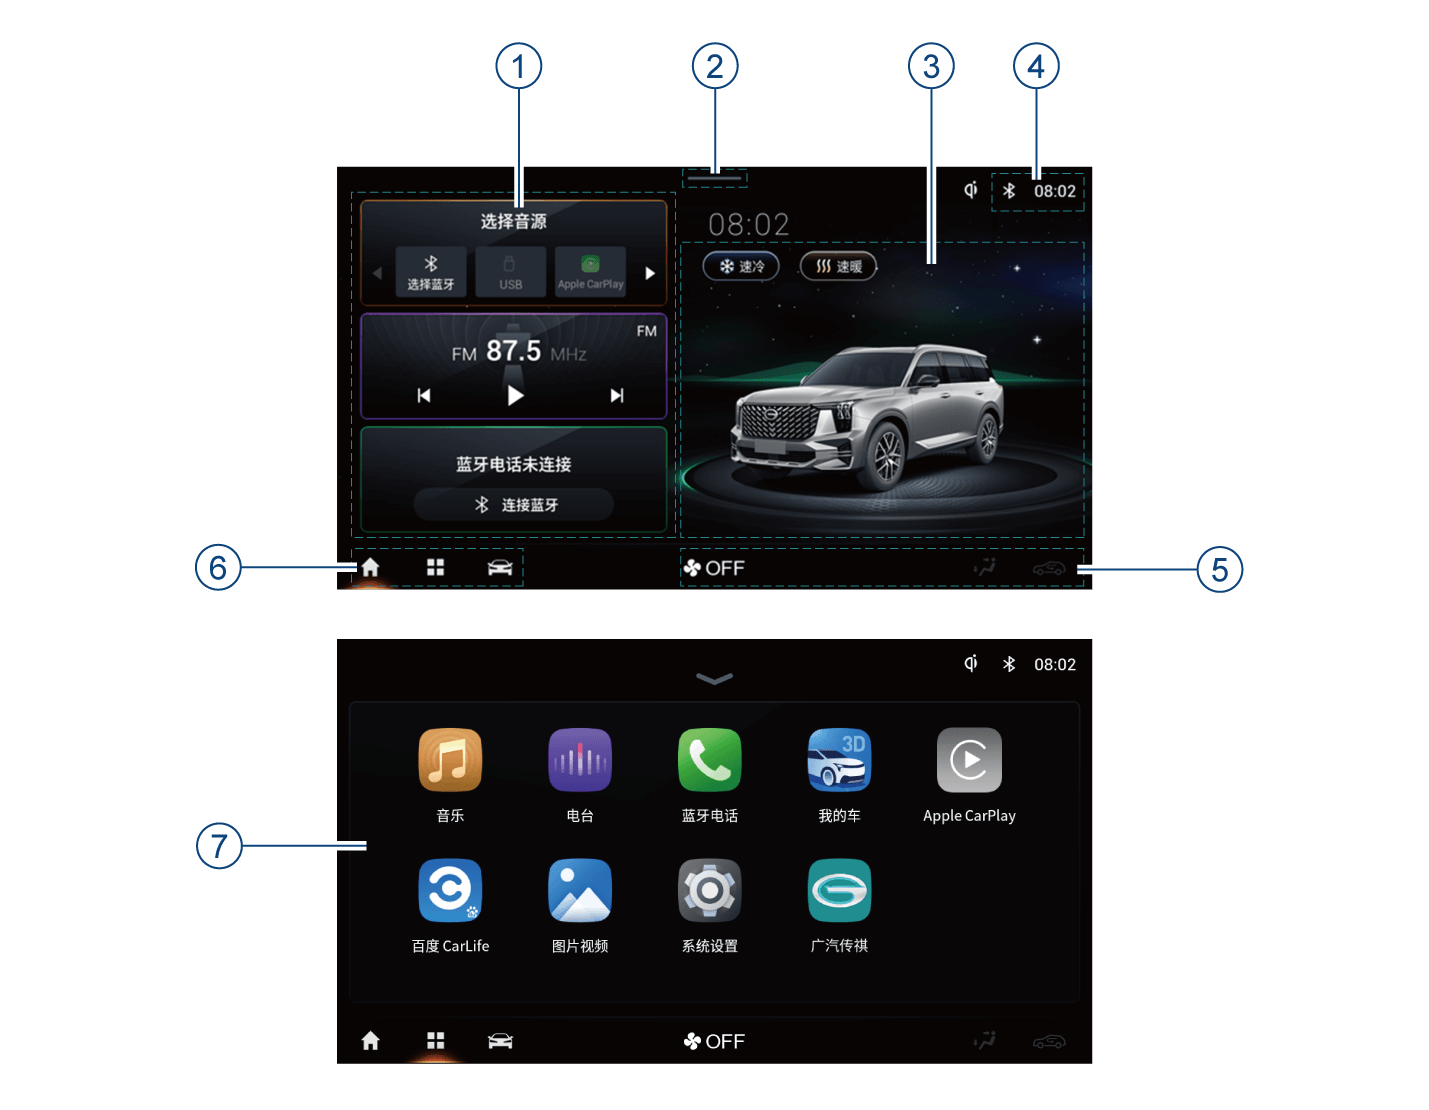 1
2
3
4
08:02
选择音源
08:02
速冷
速暖
选择蓝牙
USB
Apple CarPlay
FM
FM 87.5 MHz
蓝牙电话未连接
连接蓝牙
6
OFF
5
08:02
3D
音乐
电台
蓝牙电话
我的车
Apple CarPlay
7
百度 CarLife
图片视频
系统设置
广汽传祺
OFF